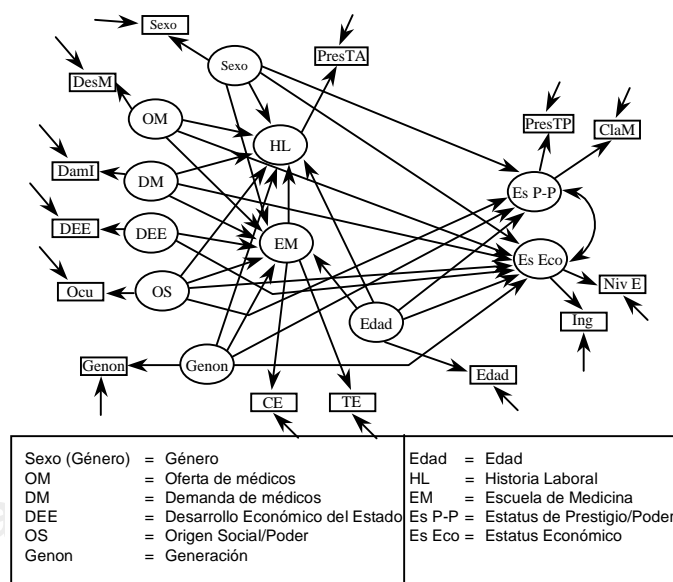 Sexo
Sexo
PresTA
DesM
OM
HL
PresTP
ClaM
DamI
DM
Es P-P
DEE
DEE
EM
Es Eco
Ocu
OS
Niv E
Edad
Ing
Genon
Genon
Edad
CE
TE
Sexo (Género) = Género
OM = Oferta de médicos
DM = Demanda de médicos
DEE = Desarrollo Económico del Estado
OS = Origen Social/Poder
Genon = Generación
Edad = Edad
HL = Historia Laboral
EM = Escuela de Medicina
Es P-P = Estatus de Prestigio/Poder
Es Eco = Estatus Económico